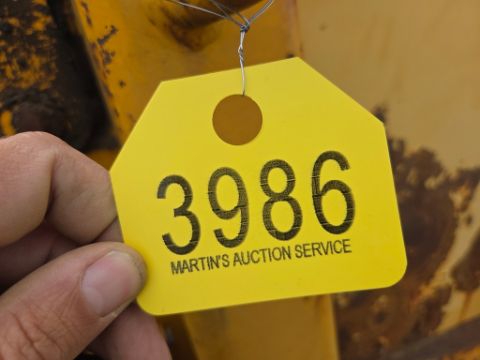 3986
MARTIN'S AUCTION SERVICE